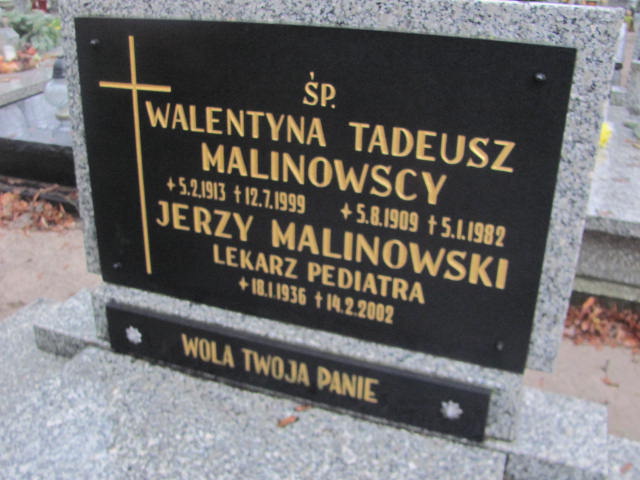 ŚP.
WALENTYNA TADEUSZ
MALINOWSCY
+5.2.1913 †12.7.1999 +5.8.1909 †5.1.1982
JERZY MALINOWSKI
LEKARZ PEDIATRA
+18.1.1936 †14.2.2002
WOLA TWOJA PANIE